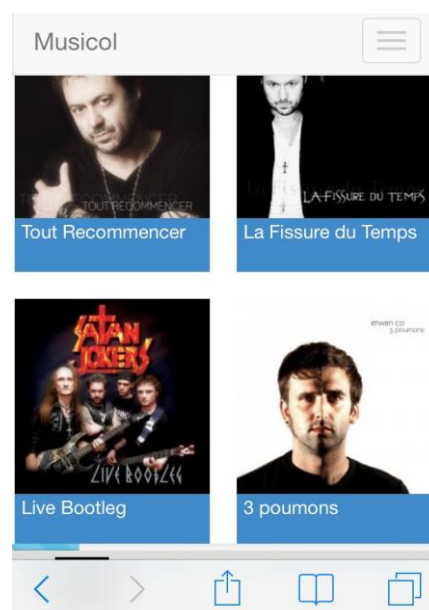 Musicol
TOUT RECOMMENCER
LA FISSURE DU TEMPS
Tout Recommencer
La Fissure du Temps
SATAN
JOKERS
LIVE BOOTLEG
erwan co
3 poumons
Live Bootleg
3 poumons